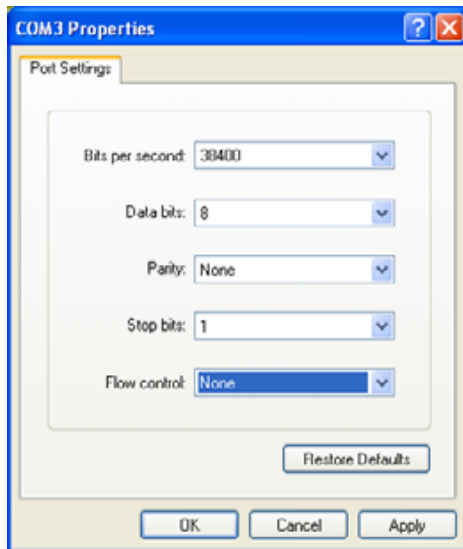 COM3 Properties
Port Settings
Bits per second: 38400
Data bits: 8
Parity: None
Stop bits: 1
Flow control: None
Restore Defaults
OK Cancel Apply